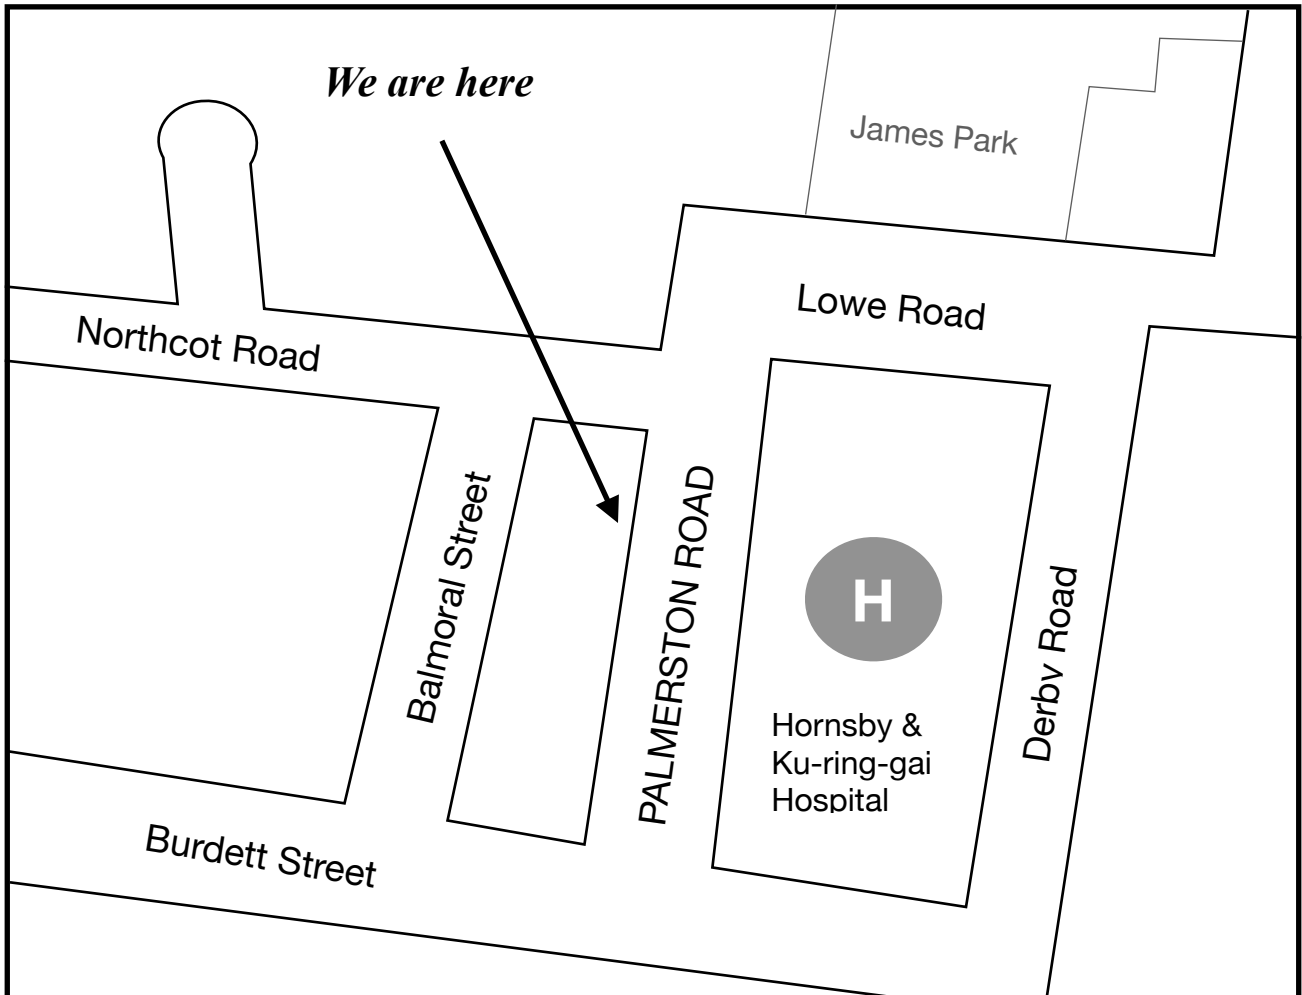 We are here
James Park
Lowe Road
Northcot Road
Balmoral Street
PALMERSTON ROAD
H
Hornsby &
Ku-ring-gai
Hospital
Derby Road
Burdett Street